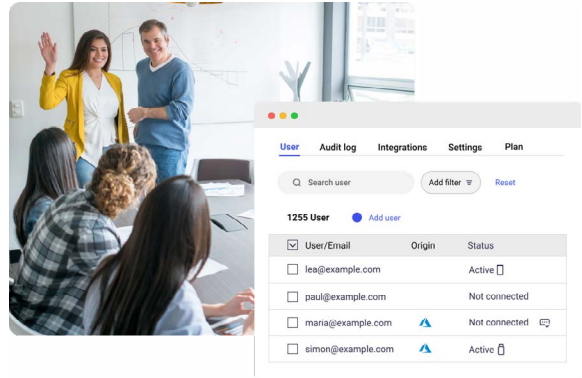 User Audit log Integrations Settings Plan
Search user Add filter Reset
1255 User Add user
User/Email Origin Status
lea@example.com Active
paul@example.com Not connected
maria@example.com Not connected
simon@example.com Active